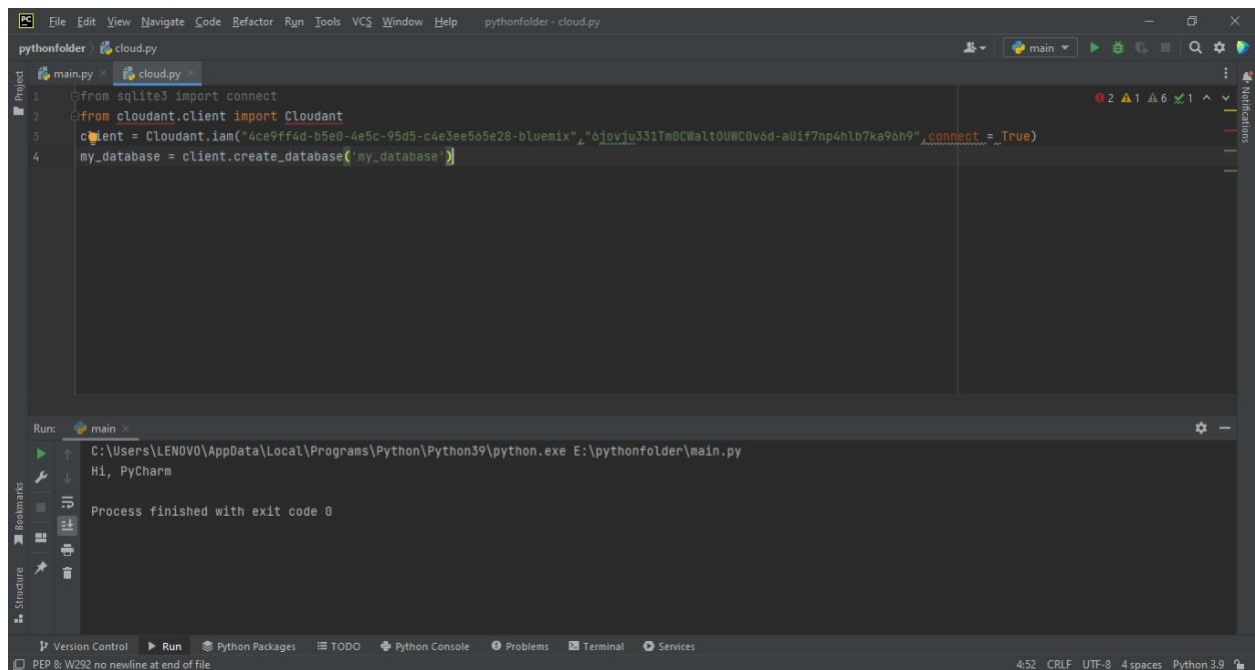 PC File Edit View Navigate Code Refactor Run Tools VCS Window Help pythonfolder - cloud.py
pythonfolder cloud.py main
main.py cloud.py
Project
Notifications
2 1 6 1
1 from sqlite3 import connect
2 from cloudant.client import Cloudant
3 client = Cloudant.iam("4ce9ff4d-b5e0-4e5c-95d5-c4e3ee565e28-bluemix","6jovju331Tm0CWaltOUWC0v6d-aUif7np4hlb7ka96h9",connect = True)
4 my_database = client.create_database('my_database')
Run: main
C:\Users\LENOVO\AppData\Local\Programs\Python\Python39\python.exe E:\pythonfolder\main.py
Hi, PyCharm
Process finished with exit code 0
Bookmarks
Structure
Version Control Run Python Packages TODO Python Console Problems Terminal Services
PEP 8: W292 no newline at end of file 4:52 CRLF UTF-8 4 spaces Python 3.9